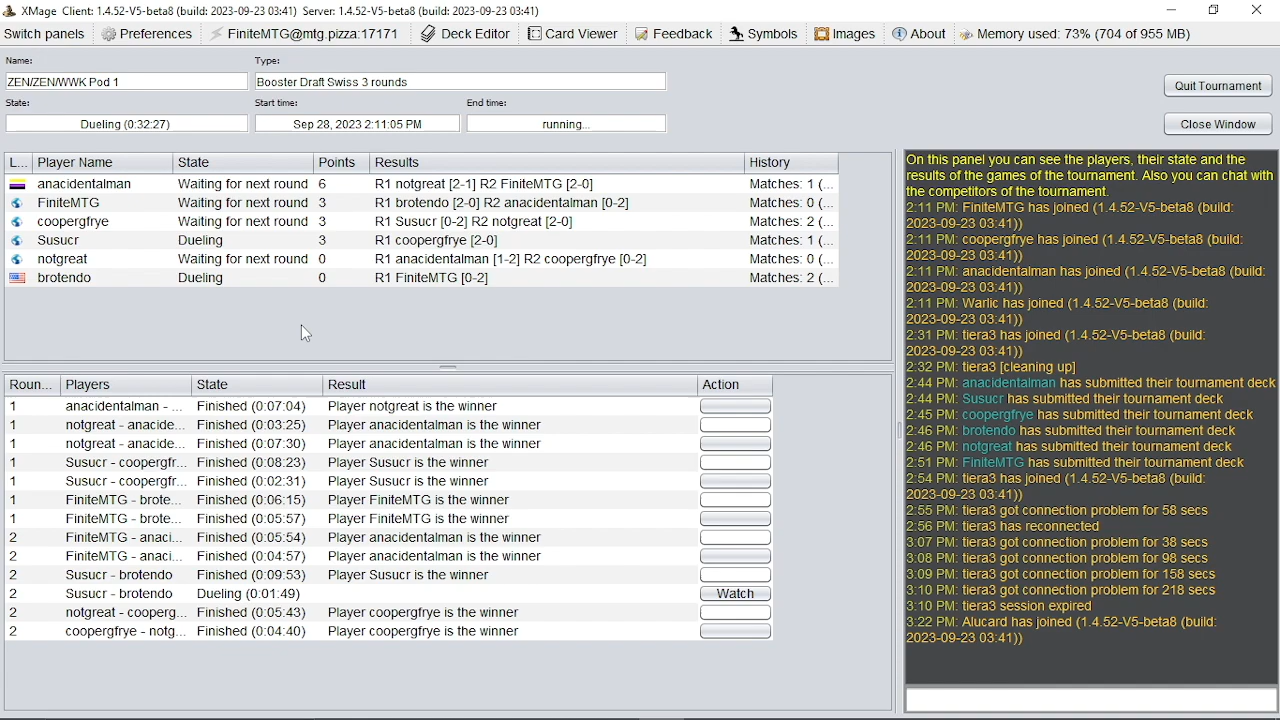 XMage Client: 1.4.52-V5-beta8 (build: 2023-09-23 03:41) Server: 1.4.52-V5-beta8 (build: 2023-09-23 03:41)
Switch panels Preferences FiniteMTG@mtg.pizza:17171 Deck Editor Card Viewer Feedback Symbols Images About Memory used: 73% (704 of 955 MB)
Name: Type:
ZEN/ZEN/WWK Pod 1 Booster Draft Swiss 3 rounds
Quit Tournament
State: Start time: End time:
Dueling (0:32:27) Sep 28, 2023 2:11:05 PM running...
Close Window
L... Player Name State Points Results History
anacidentalman Waiting for next round 6 R1 notgreat [2-1] R2 FiniteMTG [2-0] Matches: 1 (...
FiniteMTG Waiting for next round 3 R1 brotendo [2-0] R2 anacidentalman [0-2] Matches: 0 (...
coopergfrye Waiting for next round 3 R1 Susucr [0-2] R2 notgreat [2-0] Matches: 2 (...
Susucr Dueling 3 R1 coopergfrye [2-0] Matches: 1 (...
notgreat Waiting for next round 0 R1 anacidentalman [1-2] R2 coopergfrye [0-2] Matches: 0 (...
brotendo Dueling 0 R1 FiniteMTG [0-2] Matches: 2 (...
Roun... Players State Result Action
1 anacidentalman - ... Finished (0:07:04) Player notgreat is the winner
1 notgreat - anacide... Finished (0:03:25) Player anacidentalman is the winner
1 notgreat - anacide... Finished (0:07:30) Player anacidentalman is the winner
1 Susucr - coopergfr... Finished (0:08:23) Player Susucr is the winner
1 Susucr - coopergfr... Finished (0:02:31) Player Susucr is the winner
1 FiniteMTG - brote... Finished (0:06:15) Player FiniteMTG is the winner
1 FiniteMTG - brote... Finished (0:05:57) Player FiniteMTG is the winner
2 FiniteMTG - anaci... Finished (0:05:54) Player anacidentalman is the winner
2 FiniteMTG - anaci... Finished (0:04:57) Player anacidentalman is the winner
2 Susucr - brotendo Finished (0:09:53) Player Susucr is the winner
2 Susucr - brotendo Dueling (0:01:49) Watch
2 notgreat - cooperg... Finished (0:05:43) Player coopergfrye is the winner
2 coopergfrye - notg... Finished (0:04:40) Player coopergfrye is the winner
On this panel you can see the players, their state and the
results of the games of the tournament. Also you can chat with
the competitors of the tournament.
2:11 PM: FiniteMTG has joined (1.4.52-V5-beta8 (build:
2023-09-23 03:41))
2:11 PM: coopergfrye has joined (1.4.52-V5-beta8 (build:
2023-09-23 03:41))
2:11 PM: anacidentalman has joined (1.4.52-V5-beta8 (build:
2023-09-23 03:41))
2:11 PM: Warlic has joined (1.4.52-V5-beta8 (build:
2023-09-23 03:41))
2:31 PM: tiera3 has joined (1.4.52-V5-beta8 (build:
2023-09-23 03:41))
2:32 PM: tiera3 [cleaning up]
2:44 PM: anacidentalman has submitted their tournament deck
2:44 PM: Susucr has submitted their tournament deck
2:45 PM: coopergfrye has submitted their tournament deck
2:46 PM: brotendo has submitted their tournament deck
2:46 PM: notgreat has submitted their tournament deck
2:51 PM: FiniteMTG has submitted their tournament deck
2:54 PM: tiera3 has joined (1.4.52-V5-beta8 (build:
2023-09-23 03:41))
2:55 PM: tiera3 got connection problem for 58 secs
2:56 PM: tiera3 has reconnected
3:07 PM: tiera3 got connection problem for 38 secs
3:08 PM: tiera3 got connection problem for 98 secs
3:09 PM: tiera3 got connection problem for 158 secs
3:10 PM: tiera3 got connection problem for 218 secs
3:10 PM: tiera3 session expired
3:22 PM: Alucard has joined (1.4.52-V5-beta8 (build:
2023-09-23 03:41))